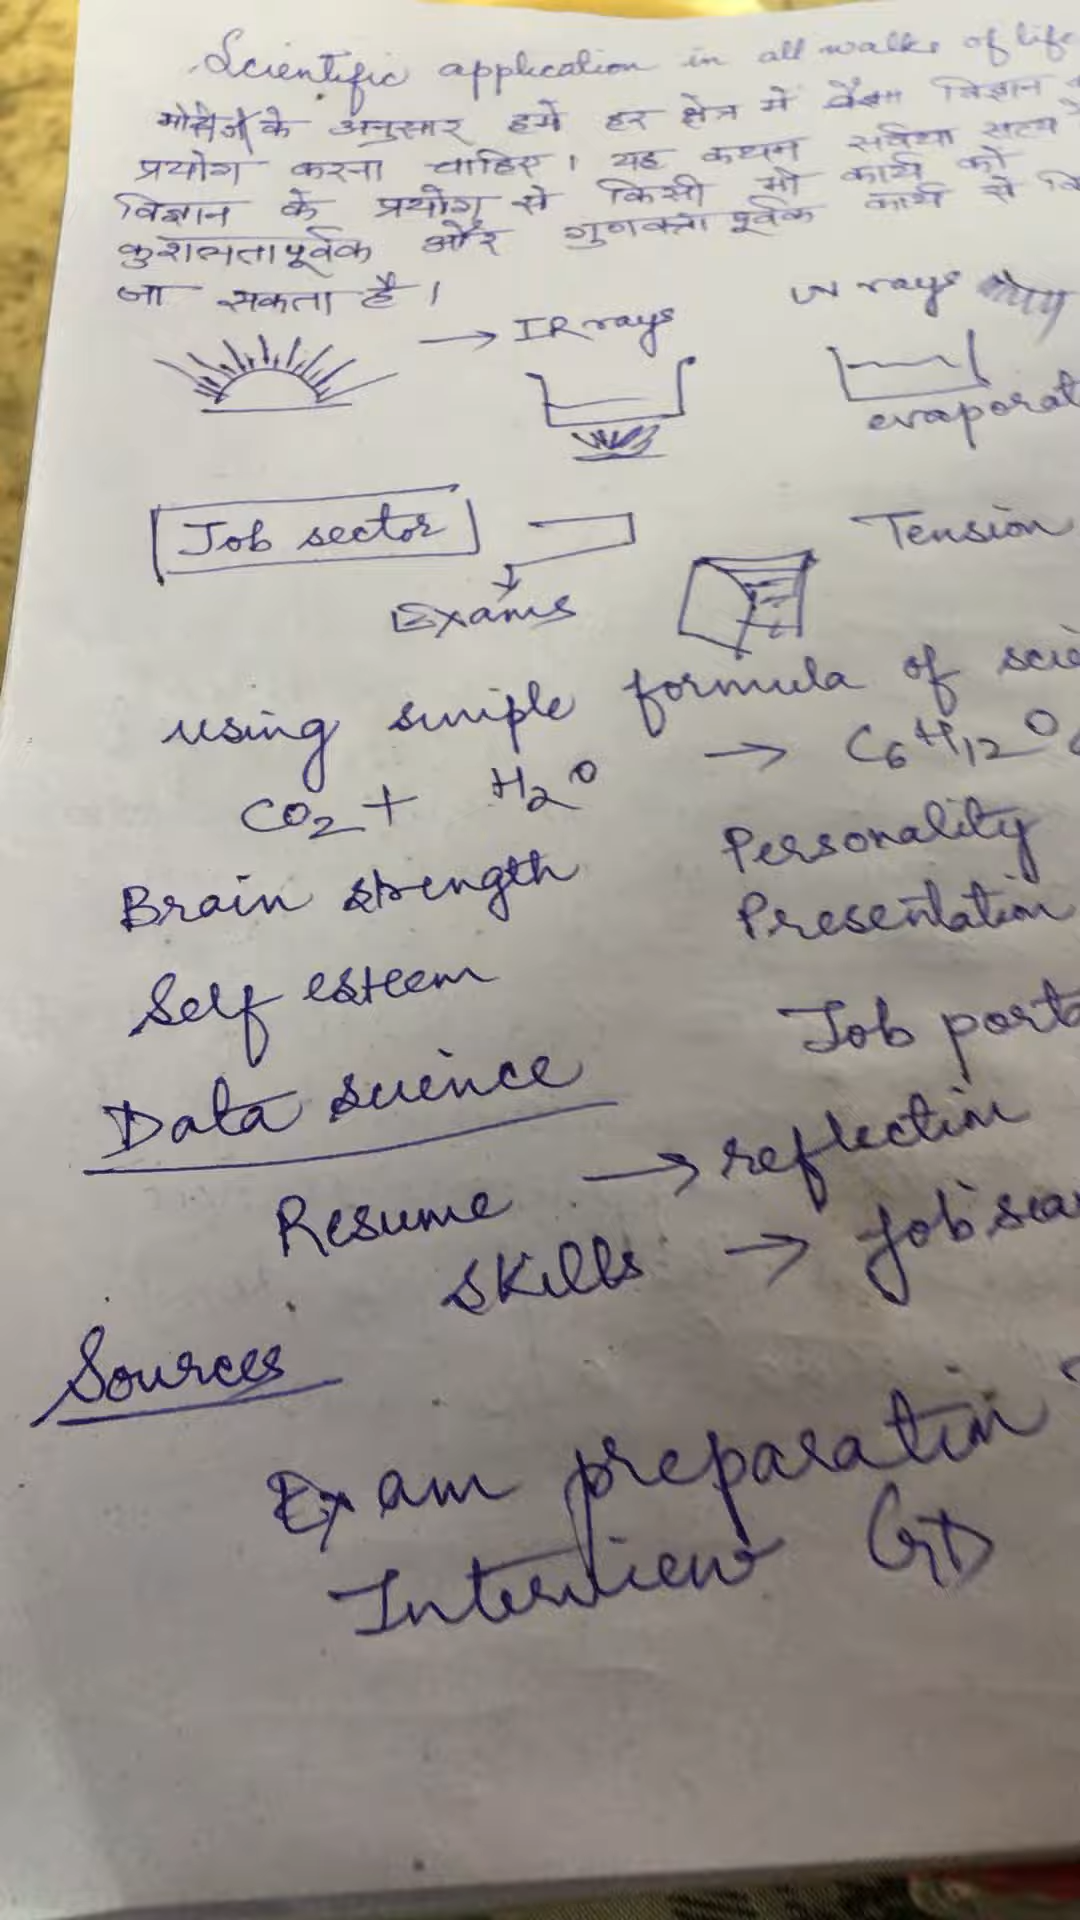 Scientific application in all walks of life
के अनुसार हमें हर क्षेत्र में विज्ञान
प्रयोग करना चाहिए। यह कथन सर्वथा सत्य
विज्ञान के प्रयोग से किसी भी कार्य को
कुशलतापूर्वक और गुणवत्ता पूर्वक कार्य से
जा सकता है।
→ IR rays UV rays
evaporat
Job sector
Tension
Exams
using simple formula of scie
CO2 + H2O → C6H12O6
Brain strength Personality
Presentation
Self esteem
Job porta
Data science
Resume → reflection
Skills → Job sear
Sources
Exam preparation
Interview GD